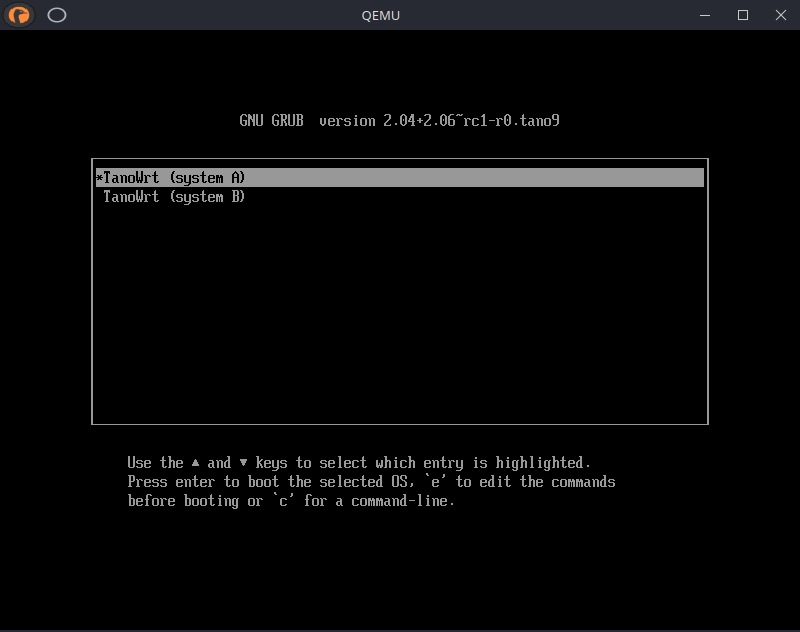 QEMU
GNU GRUB  version 2.04+2.06~rc1-r0.tano9
*TanoWrt (system A)
TanoWrt (system B)
Use the ▲ and ▼ keys to select which entry is highlighted.
Press enter to boot the selected OS, `e' to edit the commands
before booting or `c' for a command-line.